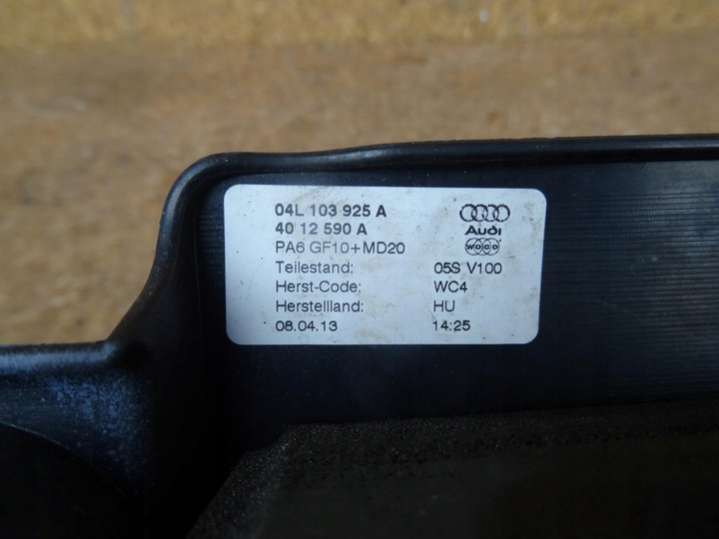 04L 103 925 A
40 12 590 A
Audi
PA6 GF10+MD20
Teilestand: 05S V100
Herst-Code: WC4
Herstellland: HU
08.04.13 14:25